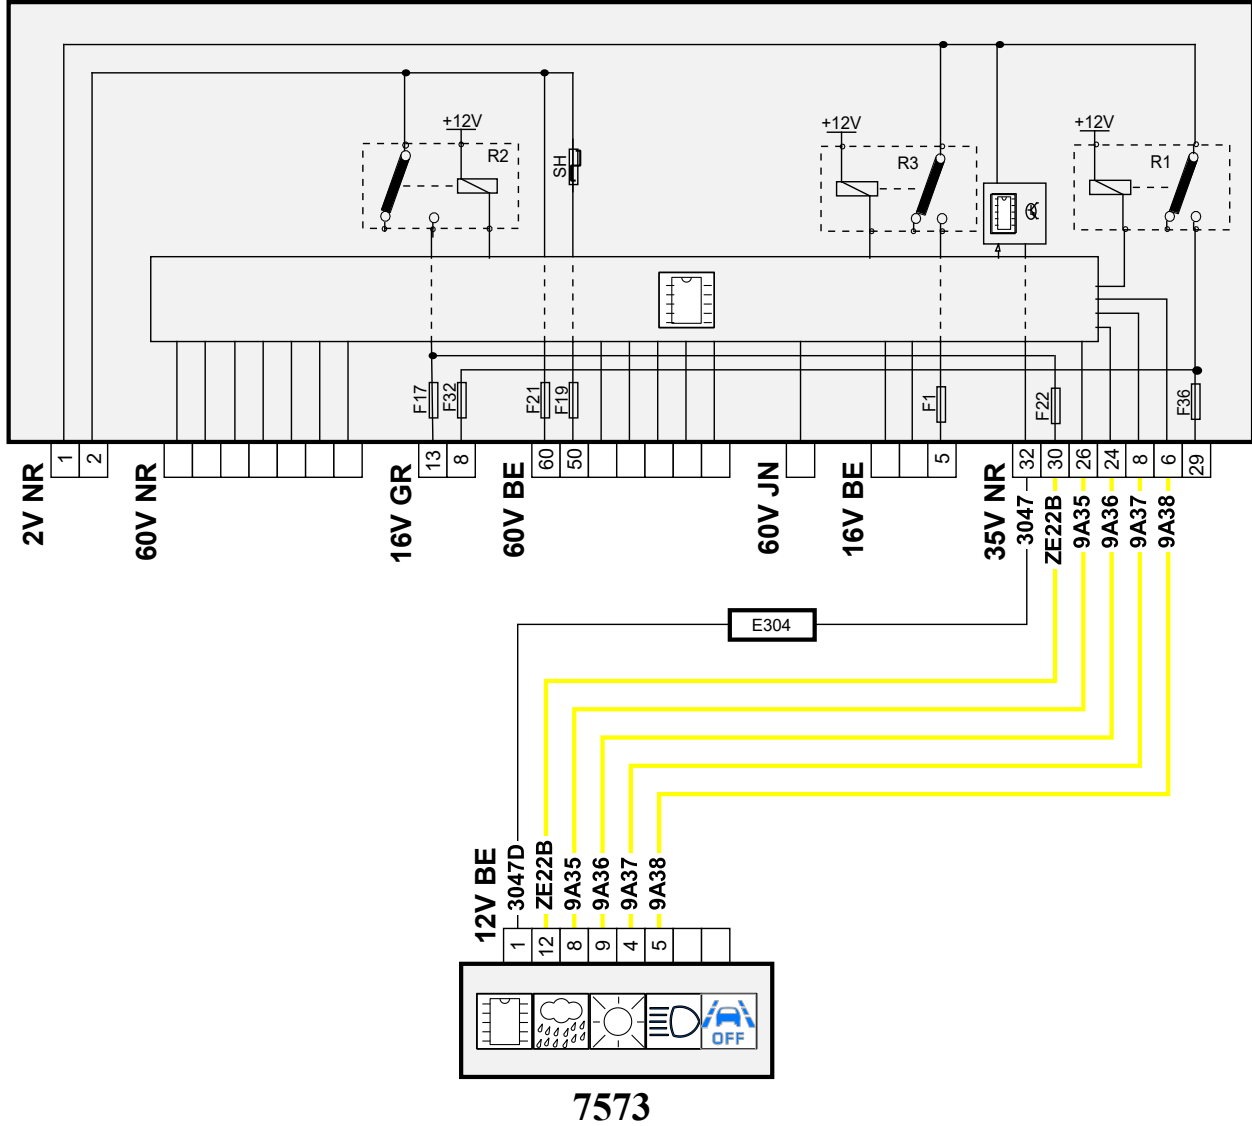 +12V
R2
SH
+12V
R3
+12V
R1
F17
F32
F21
F19
F1
F22
F36
2V NR
1
2
60V NR
16V GR
13
8
60V BE
60
50
60V JN
16V BE
5
35V NR
32
30
26
24
8
6
29
3047
ZE22B
9A35
9A36
9A37
9A38
E304
12V BE
3047D
ZE22B
9A35
9A36
9A37
9A38
1
12
8
9
4
5
OFF
7573